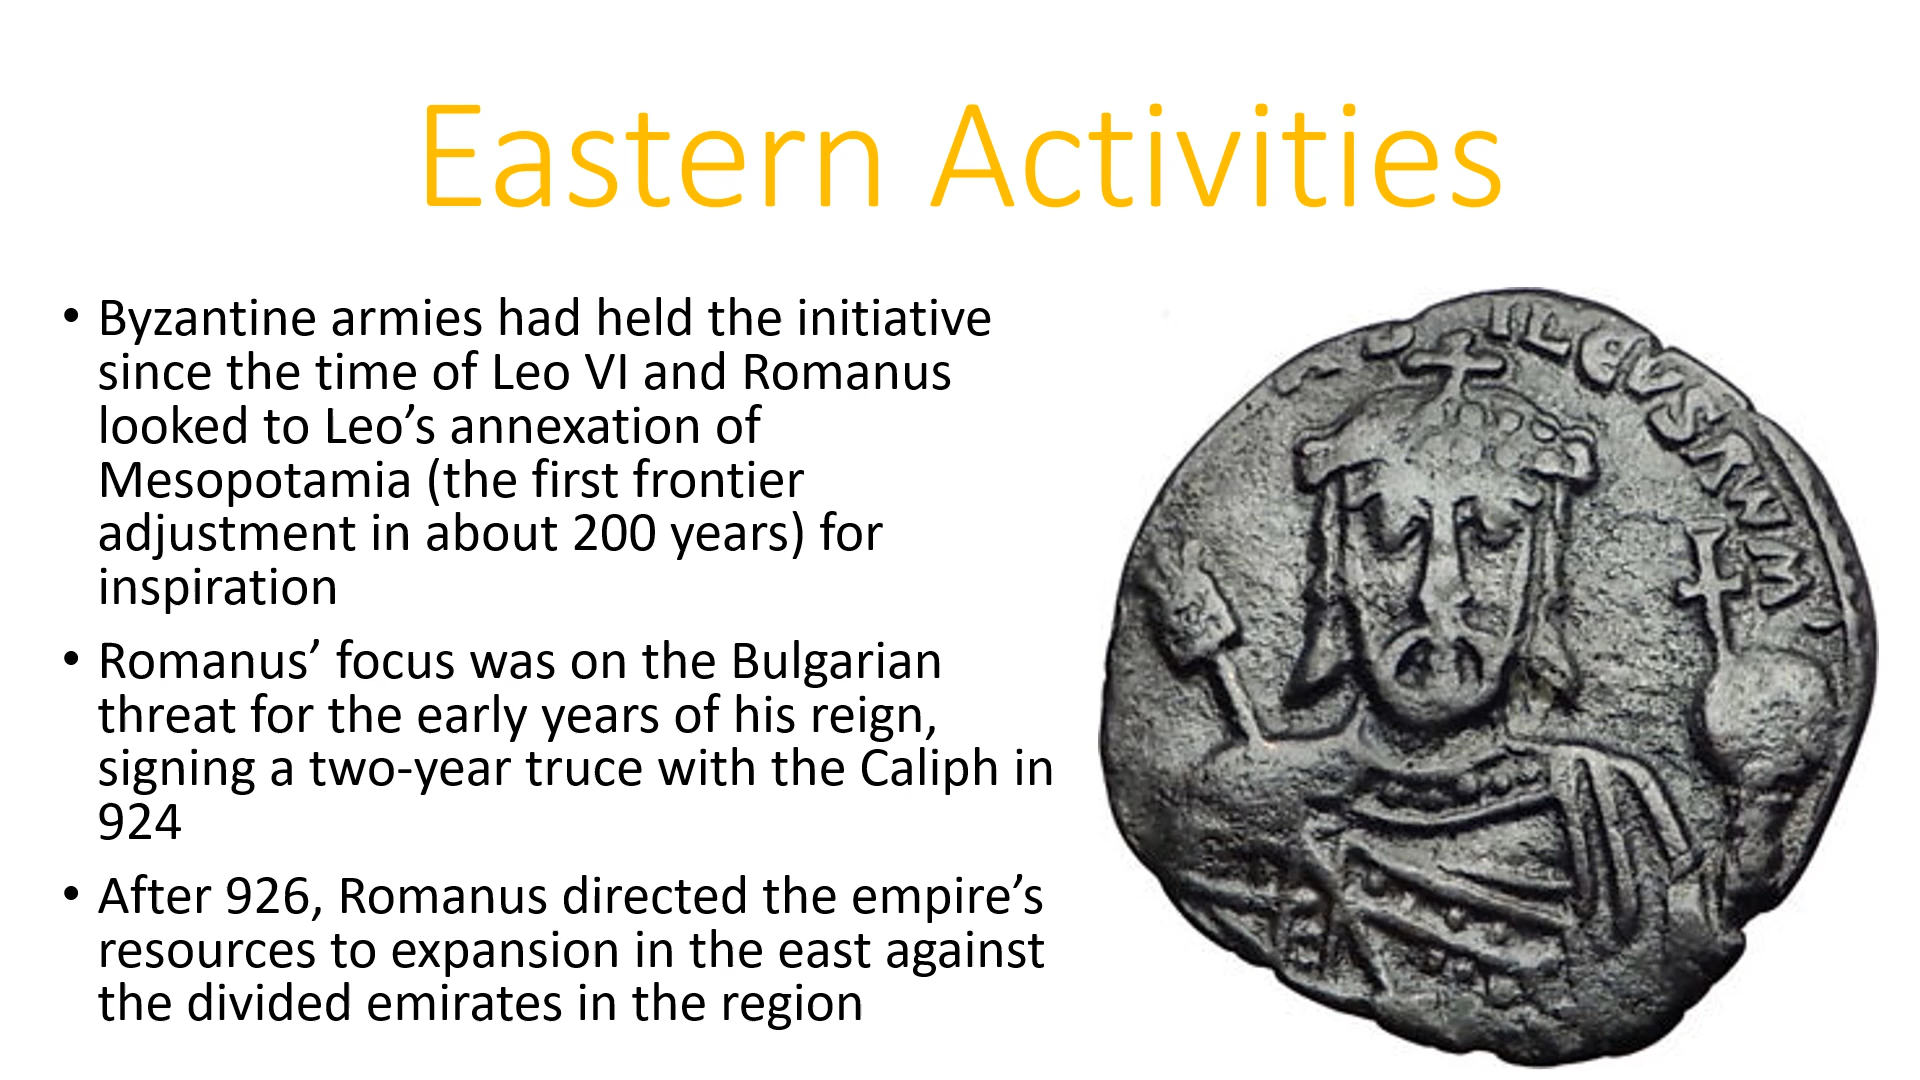 Eastern Activities
• Byzantine armies had held the initiative
since the time of Leo VI and Romanus
looked to Leo’s annexation of
Mesopotamia (the first frontier
adjustment in about 200 years) for
inspiration
• Romanus’ focus was on the Bulgarian
threat for the early years of his reign,
signing a two-year truce with the Caliph in
924
• After 926, Romanus directed the empire’s
resources to expansion in the east against
the divided emirates in the region